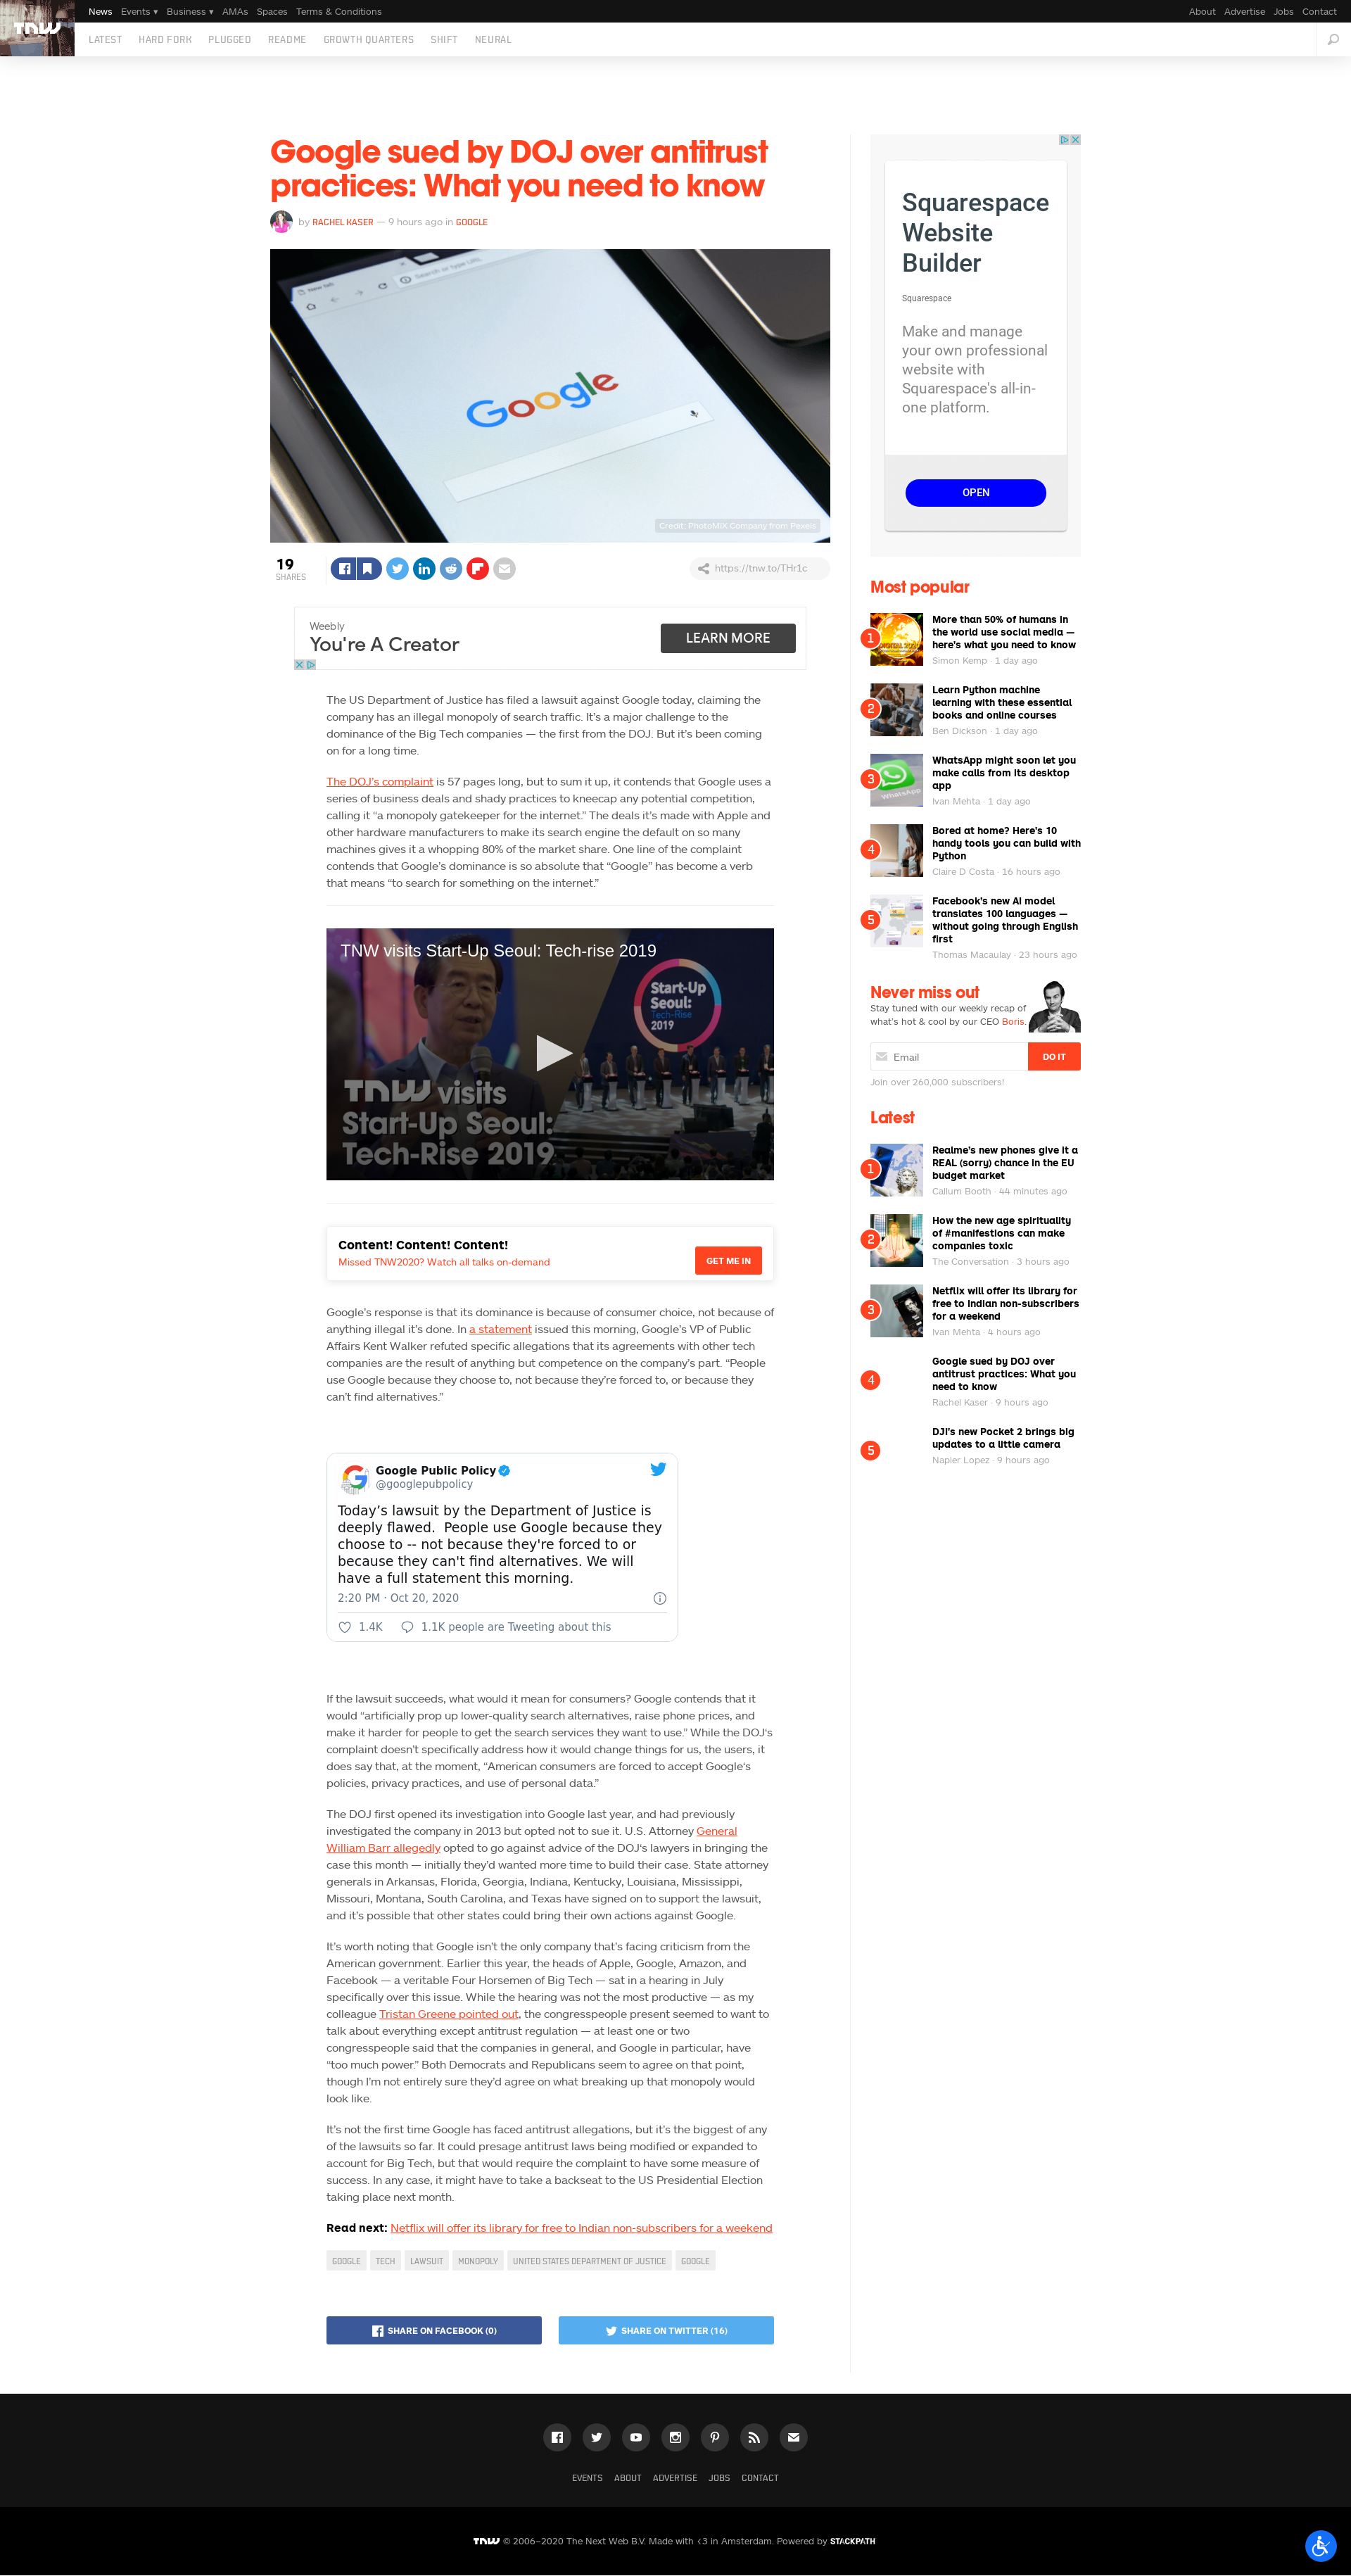 TNW
News Events ▾ Business ▾ AMAs Spaces Terms & Conditions
About Advertise Jobs Contact
LATEST HARD FORK PLUGGED README GROWTH QUARTERS SHIFT NEURAL
Google sued by DOJ over antitrust
practices: What you need to know
by RACHEL KASER — 9 hours ago in GOOGLE
Google
Credit: PhotoMIX Company from Pexels
19
SHARES
https://tnw.to/THr1c
Weebly
You're A Creator
LEARN MORE
The US Department of Justice has filed a lawsuit against Google today, claiming the
company has an illegal monopoly of search traffic. It's a major challenge to the
dominance of the Big Tech companies — the first from the DOJ. But it's been coming
on for a long time.
The DOJ's complaint is 57 pages long, but to sum it up, it contends that Google uses a
series of business deals and shady practices to kneecap any potential competition,
calling it “a monopoly gatekeeper for the internet.” The deals it's made with Apple and
other hardware manufacturers to make its search engine the default on so many
machines gives it a whopping 80% of the market share. One line of the complaint
contends that Google's dominance is so absolute that “Google” has become a verb
that means “to search for something on the internet.”
TNW visits Start-Up Seoul: Tech-rise 2019
Start-Up
Seoul:
Tech-Rise
2019
TNW visits
Start-Up Seoul:
Tech-Rise 2019
Content! Content! Content!
Missed TNW2020? Watch all talks on-demand
GET ME IN
Google's response is that its dominance is because of consumer choice, not because of
anything illegal it's done. In a statement issued this morning, Google's VP of Public
Affairs Kent Walker refuted specific allegations that its agreements with other tech
companies are the result of anything but competence on the company's part. “People
use Google because they choose to, not because they're forced to, or because they
can't find alternatives.”
Google Public Policy
@googlepubpolicy
Today’s lawsuit by the Department of Justice is
deeply flawed.  People use Google because they
choose to -- not because they're forced to or
because they can't find alternatives. We will
have a full statement this morning.
2:20 PM · Oct 20, 2020
1.4K 1.1K people are Tweeting about this
If the lawsuit succeeds, what would it mean for consumers? Google contends that it
would “artificially prop up lower-quality search alternatives, raise phone prices, and
make it harder for people to get the search services they want to use.” While the DOJ's
complaint doesn't specifically address how it would change things for us, the users, it
does say that, at the moment, “American consumers are forced to accept Google's
policies, privacy practices, and use of personal data.”
The DOJ first opened its investigation into Google last year, and had previously
investigated the company in 2013 but opted not to sue it. U.S. Attorney General
William Barr allegedly opted to go against advice of the DOJ's lawyers in bringing the
case this month — initially they'd wanted more time to build their case. State attorney
generals in Arkansas, Florida, Georgia, Indiana, Kentucky, Louisiana, Mississippi,
Missouri, Montana, South Carolina, and Texas have signed on to support the lawsuit,
and it's possible that other states could bring their own actions against Google.
It's worth noting that Google isn't the only company that's facing criticism from the
American government. Earlier this year, the heads of Apple, Google, Amazon, and
Facebook — a veritable Four Horsemen of Big Tech — sat in a hearing in July
specifically over this issue. While the hearing was not the most productive — as my
colleague Tristan Greene pointed out, the congresspeople present seemed to want to
talk about everything except antitrust regulation — at least one or two
congresspeople said that the companies in general, and Google in particular, have
“too much power.” Both Democrats and Republicans seem to agree on that point,
though I'm not entirely sure they'd agree on what breaking up that monopoly would
look like.
It's not the first time Google has faced antitrust allegations, but it's the biggest of any
of the lawsuits so far. It could presage antitrust laws being modified or expanded to
account for Big Tech, but that would require the complaint to have some measure of
success. In any case, it might have to take a backseat to the US Presidential Election
taking place next month.
Read next: Netflix will offer its library for free to Indian non-subscribers for a weekend
GOOGLE TECH LAWSUIT MONOPOLY UNITED STATES DEPARTMENT OF JUSTICE GOOGLE
SHARE ON FACEBOOK (0)
SHARE ON TWITTER (16)
Squarespace
Website
Builder
Squarespace
Make and manage
your own professional
website with
Squarespace's all-in-
one platform.
OPEN
Most popular
1
More than 50% of humans in
the world use social media —
here's what you need to know
Simon Kemp · 1 day ago
2
Learn Python machine
learning with these essential
books and online courses
Ben Dickson · 1 day ago
3
WhatsApp
WhatsApp might soon let you
make calls from its desktop
app
Ivan Mehta · 1 day ago
4
Bored at home? Here's 10
handy tools you can build with
Python
Claire D Costa · 16 hours ago
5
Facebook's new AI model
translates 100 languages —
without going through English
first
Thomas Macaulay · 23 hours ago
Never miss out
Stay tuned with our weekly recap of
what's hot & cool by our CEO Boris.
Email
DO IT
Join over 260,000 subscribers!
Latest
1
Realme's new phones give it a
REAL (sorry) chance in the EU
budget market
Callum Booth · 44 minutes ago
2
How the new age spirituality
of #manifestions can make
companies toxic
The Conversation · 3 hours ago
3
Netflix will offer its library for
free to Indian non-subscribers
for a weekend
Ivan Mehta · 4 hours ago
4
Google sued by DOJ over
antitrust practices: What you
need to know
Rachel Kaser · 9 hours ago
5
DJI's new Pocket 2 brings big
updates to a little camera
Napier Lopez · 9 hours ago
EVENTS ABOUT ADVERTISE JOBS CONTACT
TNW © 2006–2020 The Next Web B.V. Made with <3 in Amsterdam. Powered by STACKPATH